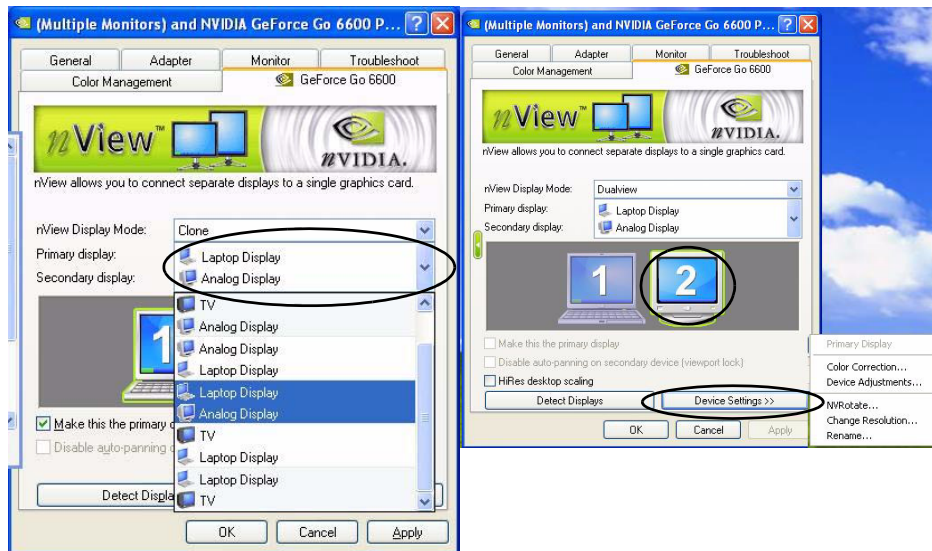 (Multiple Monitors) and NVIDIA GeForce Go 6600 P...
General Adapter Monitor Troubleshoot
Color Management GeForce Go 6600
nView™
NVIDIA.
nView allows you to connect separate displays to a single graphics card.
nView Display Mode: Clone
Primary display: Laptop Display
Secondary display: Analog Display
TV
Analog Display
Analog Display
Laptop Display
Laptop Display
Analog Display
TV
Laptop Display
Laptop Display
TV
1
Make this the primary
Disable auto-panning
Detect Displa
OK Cancel Apply
(Multiple Monitors) and NVIDIA GeForce Go 6600 P...
General Adapter Monitor Troubleshoot
Color Management GeForce Go 6600
nView™
NVIDIA.
nView allows you to connect separate displays to a single graphics card.
nView Display Mode: Dualview
Primary display: Laptop Display
Secondary display: Analog Display
1 2
Make this the primary display
Disable auto-panning on secondary device (viewport lock)
HiRes desktop scaling
Detect Displays Device Settings >>
OK Cancel Apply
Primary Display
Color Correction...
Device Adjustments...
NVRotate...
Change Resolution...
Rename...